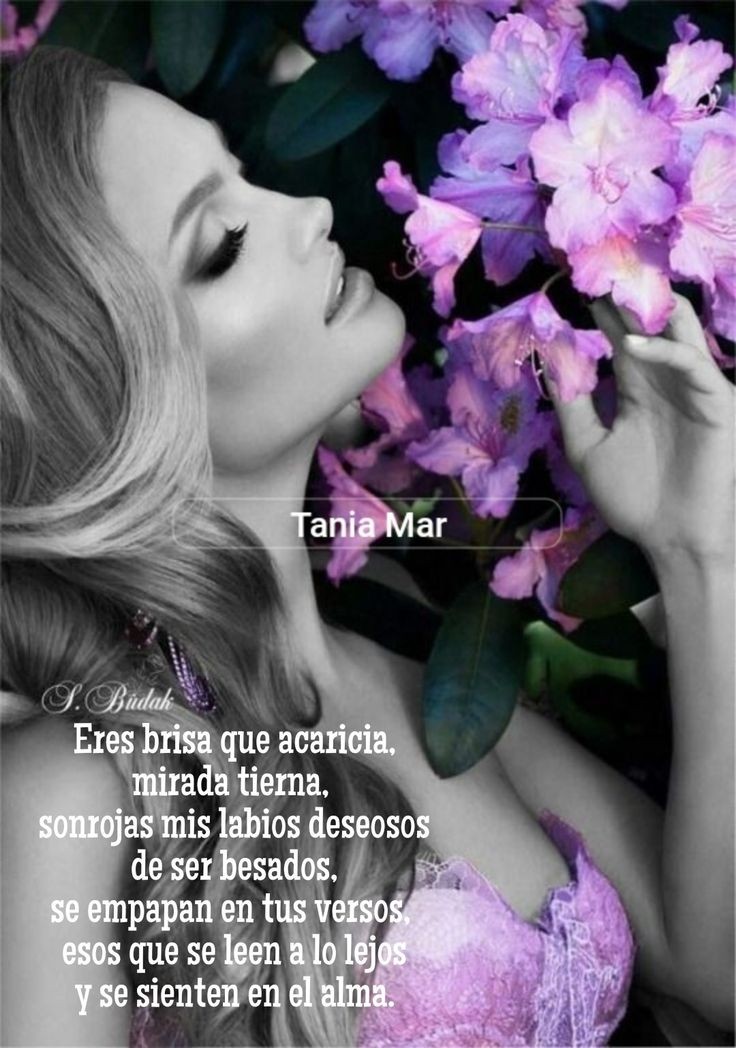 Tania Mar
S. Budak
Eres brisa que acaricia,
mirada tierna,
sonrojas mis labios deseosos
de ser besados,
se empapan en tus versos,
esos que se leen a lo lejos
y se sienten en el alma.